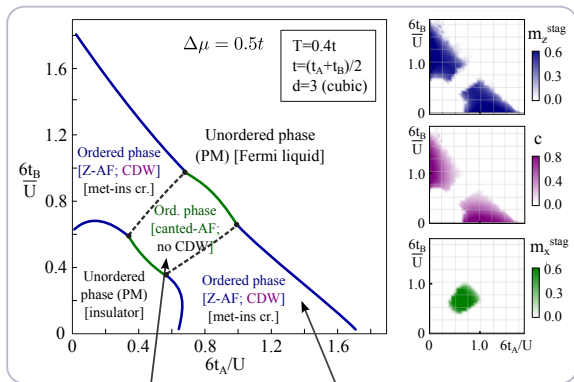 Δμ = 0.5t
T=0.4t
t=(t_A+t_B)/2
d=3 (cubic)
6t_B/U
1.6
1.2
0.8
0.4
0
0
0.4
0.8
1.2
1.6
6t_A/U
Unordered phase
(PM) [Fermi liquid]
Ordered phase
[Z-AF; CDW]
[met-ins cr.]
Ord. phase
[canted-AF;
no CDW]
Unordered
phase (PM)
[insulator]
Ordered phase
[Z-AF; CDW]
[met-ins cr.]
6t_B
U
1.0
0
m_z^stag
0.6
0.3
0.0
6t_B
U
1.0
0
c
0.8
0.4
0.0
6t_B
U
1.0
0
0
1.0
6t_A/U
m_x^stag
0.6
0.3
0.0